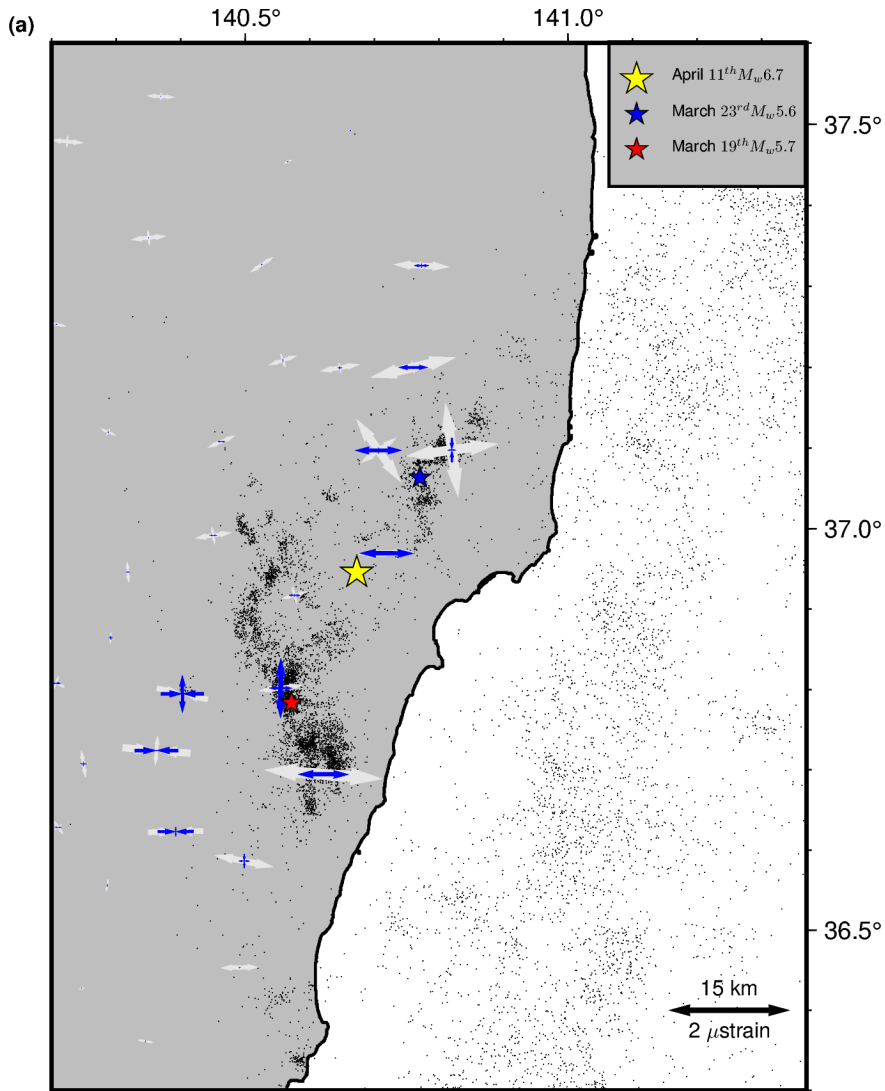 (a)
140.5° 141.0°
April 11th Mw6.7
March 23rd Mw5.6
March 19th Mw5.7
37.5°
37.0°
36.5°
15 km
2 μstrain